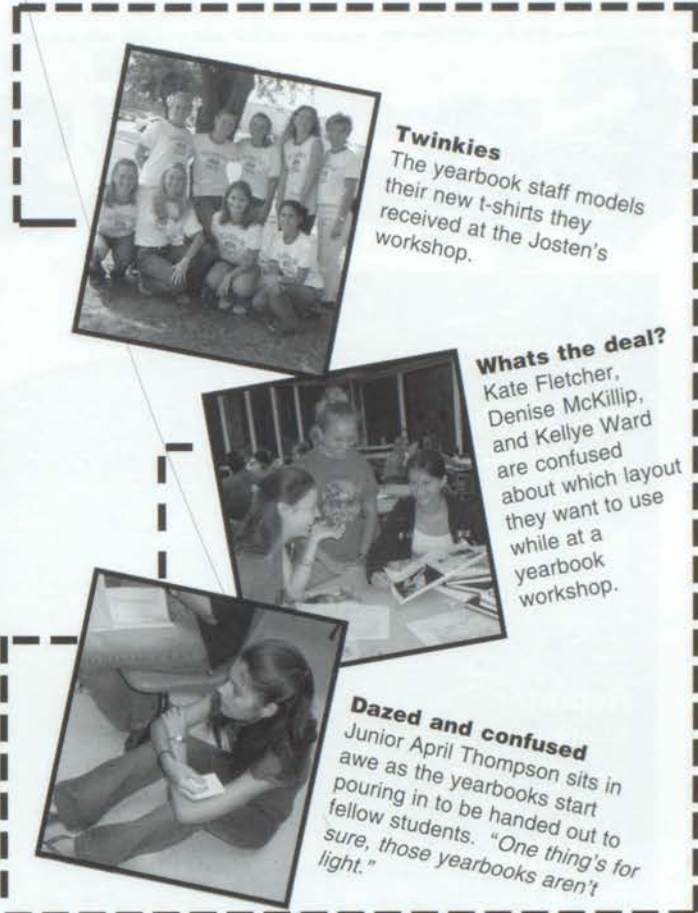 Twinkies
The yearbook staff models
their new t-shirts they
received at the Josten's
workshop.
Whats the deal?
Kate Fletcher,
Denise McKillip,
and Kellye Ward
are confused
about which layout
they want to use
while at a
yearbook
workshop.
Dazed and confused
Junior April Thompson sits in
awe as the yearbooks start
pouring in to be handed out to
fellow students. "One thing's for
sure, those yearbooks aren't
light."